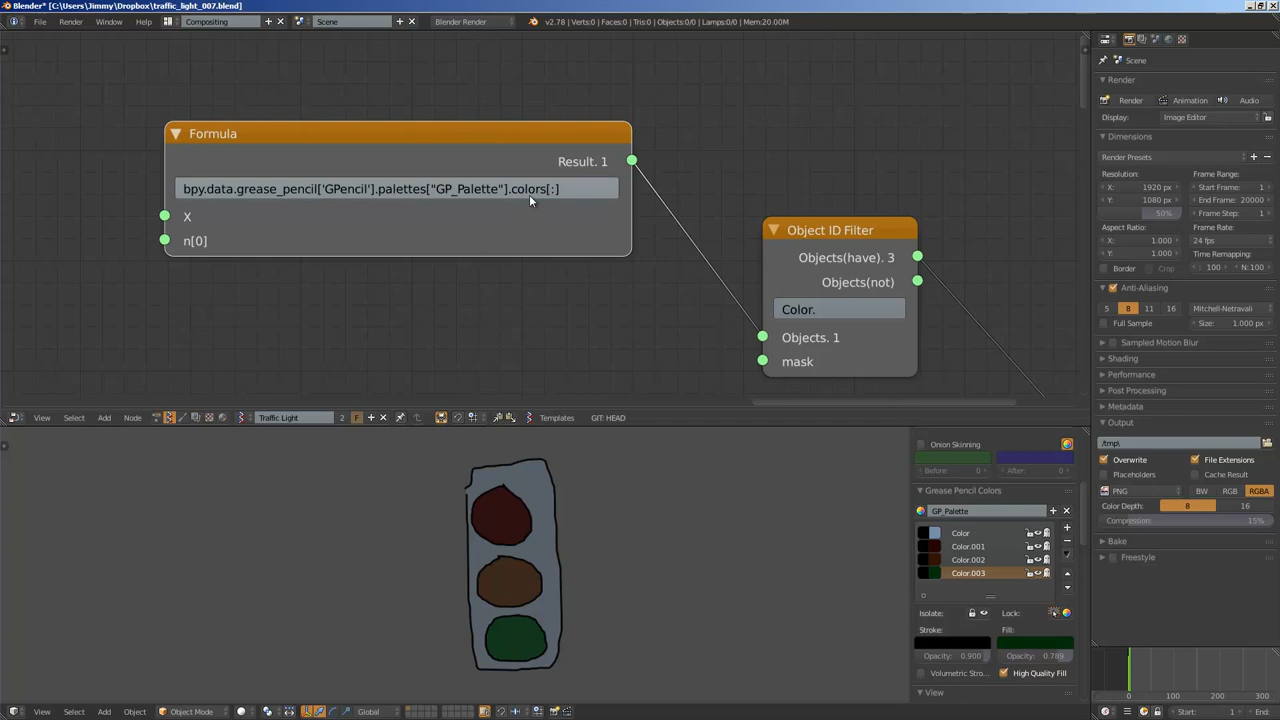 Blender* [C:\Users\Jimmy\Dropbox\traffic_light_007.blend]
File Render Window Help Compositing Scene Blender Render v2.78 | Verts:0 | Faces:0 | Tris:0 | Objects:0/0 | Lamps:0/0 | Mem:20.00M
Formula
Result. 1
bpy.data.grease_pencil['GPencil'].palettes["GP_Palette"].colors[:]
X
n[0]
Object ID Filter
Objects(have). 3
Objects(not)
Color.
Objects. 1
mask
View Select Add Node Traffic Light 2 F Templates GIT: HEAD
Onion Skinning
Before: 0 After: 0
Grease Pencil Colors
GP_Palette
Color
Color.001
Color.002
Color.003
Isolate: Lock:
Stroke: Fill:
Opacity: 0.900 Opacity: 0.789
Volumetric Stro... High Quality Fill
View
View Select Add Object Object Mode Global
Scene
Render
Render Animation Audio
Display: Image Editor
Dimensions
Render Presets
Resolution: Frame Range:
X: 1920 px Start Frame: 1
Y: 1080 px End Frame: 20000
50% Frame Step: 1
Aspect Ratio: Frame Rate:
X: 1.000 24 fps
Y: 1.000 Time Remapping:
Border Crop : 100 N: 100
Anti-Aliasing
5 8 11 16 Mitchell-Netravali
Full Sample Size: 1.000 px
Sampled Motion Blur
Shading
Performance
Post Processing
Metadata
Output
/tmp\
Overwrite File Extensions
Placeholders Cache Result
PNG BW RGB RGBA
Color Depth: 8 16
Compression: 15%
Bake
Freestyle
0 100 200 300
Start: 1 End: